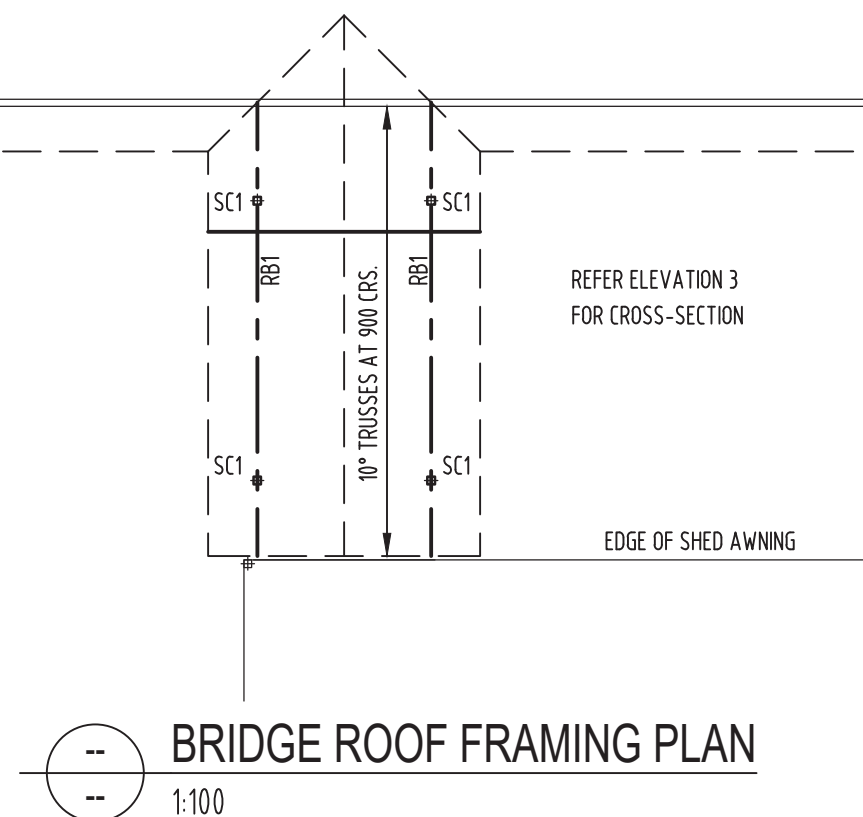 SC1
SC1
RB1
RB1
REFER ELEVATION 3
FOR CROSS-SECTION
10° TRUSSES AT 900 CRS.
SC1
SC1
EDGE OF SHED AWNING
--
BRIDGE ROOF FRAMING PLAN
--
1:100